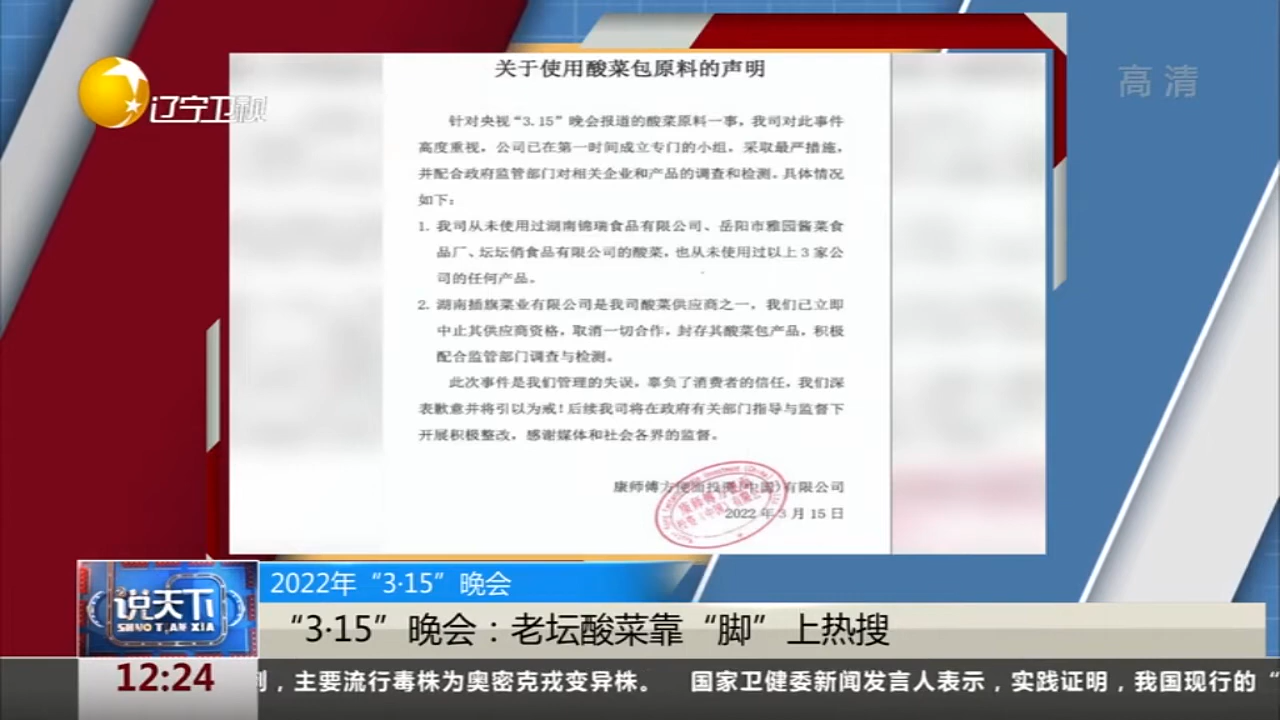 辽宁卫视
高清
关于使用酸菜包原料的声明
针对央视“3.15”晚会报道的酸菜原料一事，我司对此事件
高度重视，公司已在第一时间成立专门的小组，采取最严措施，
并配合政府监管部门对相关企业和产品的调查和检测。具体情况
如下：
1. 我司从未使用过湖南锦瑞食品有限公司、岳阳市雅园酱菜食
品厂、坛坛俏食品有限公司的酸菜，也从未使用过以上 3 家公
司的任何产品。
2. 湖南插旗菜业有限公司是我司酸菜供应商之一，我们已立即
中止其供应商资格，取消一切合作，封存其酸菜包产品，积极
配合监管部门调查与检测。
此次事件是我们管理的失误，辜负了消费者的信任，我们深
表歉意并将引以为戒！后续我司将在政府有关部门指导与监督下
开展积极整改，感谢媒体和社会各界的监督。
康师傅方便面投资（中国）有限公司
2022 年 3 月 15 日
2022年“3·15”晚会
说天下
SHUO TIAN XIA
“3·15”晚会：老坛酸菜靠“脚”上热搜
12:24
，主要流行毒株为奥密克戎变异株。 国家卫健委新闻发言人表示，实践证明，我国现行的“